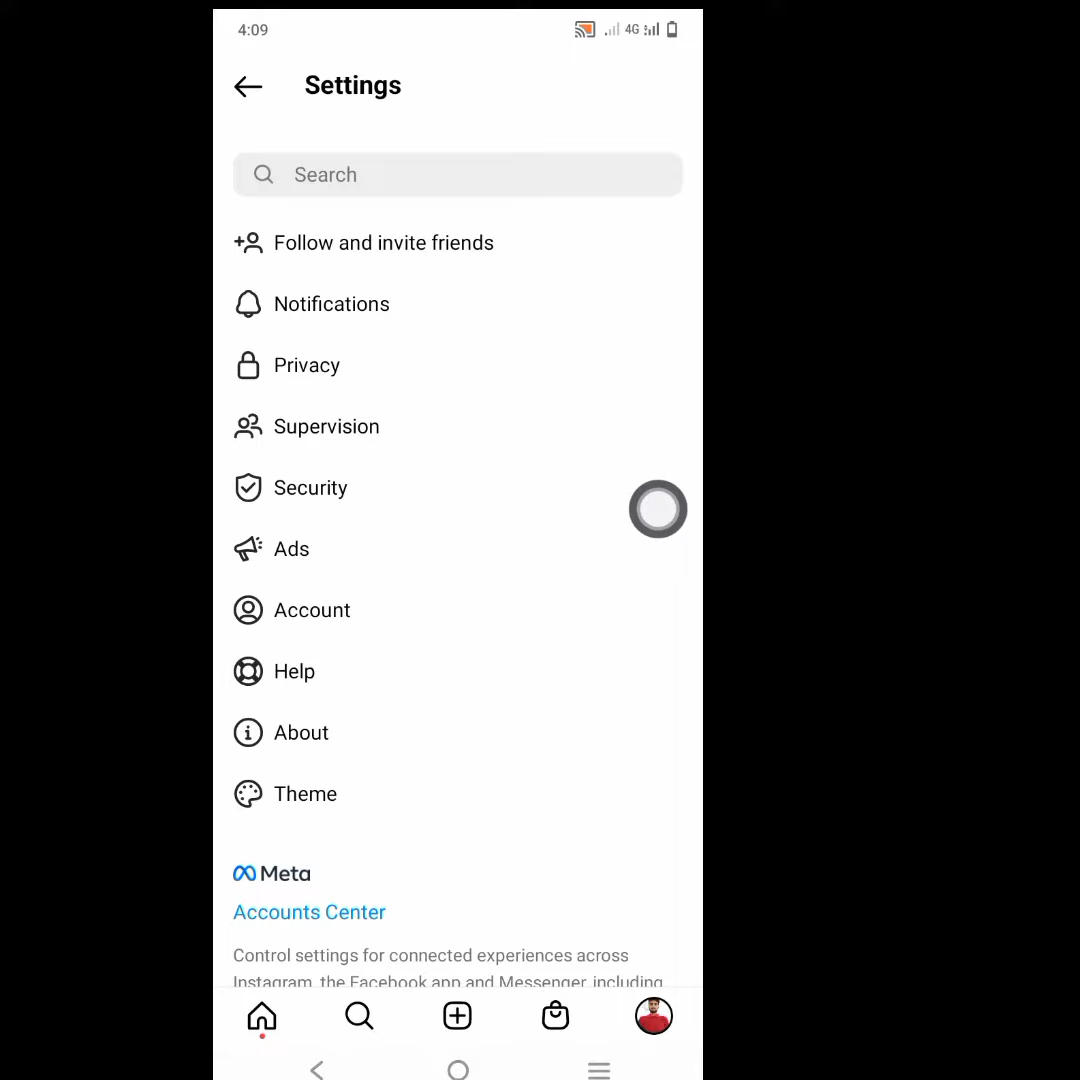 4:09
4G
Settings
Search
Follow and invite friends
Notifications
Privacy
Supervision
Security
Ads
Account
Help
About
Theme
Meta
Accounts Center
Control settings for connected experiences across
Instagram, the Facebook app and Messenger, including